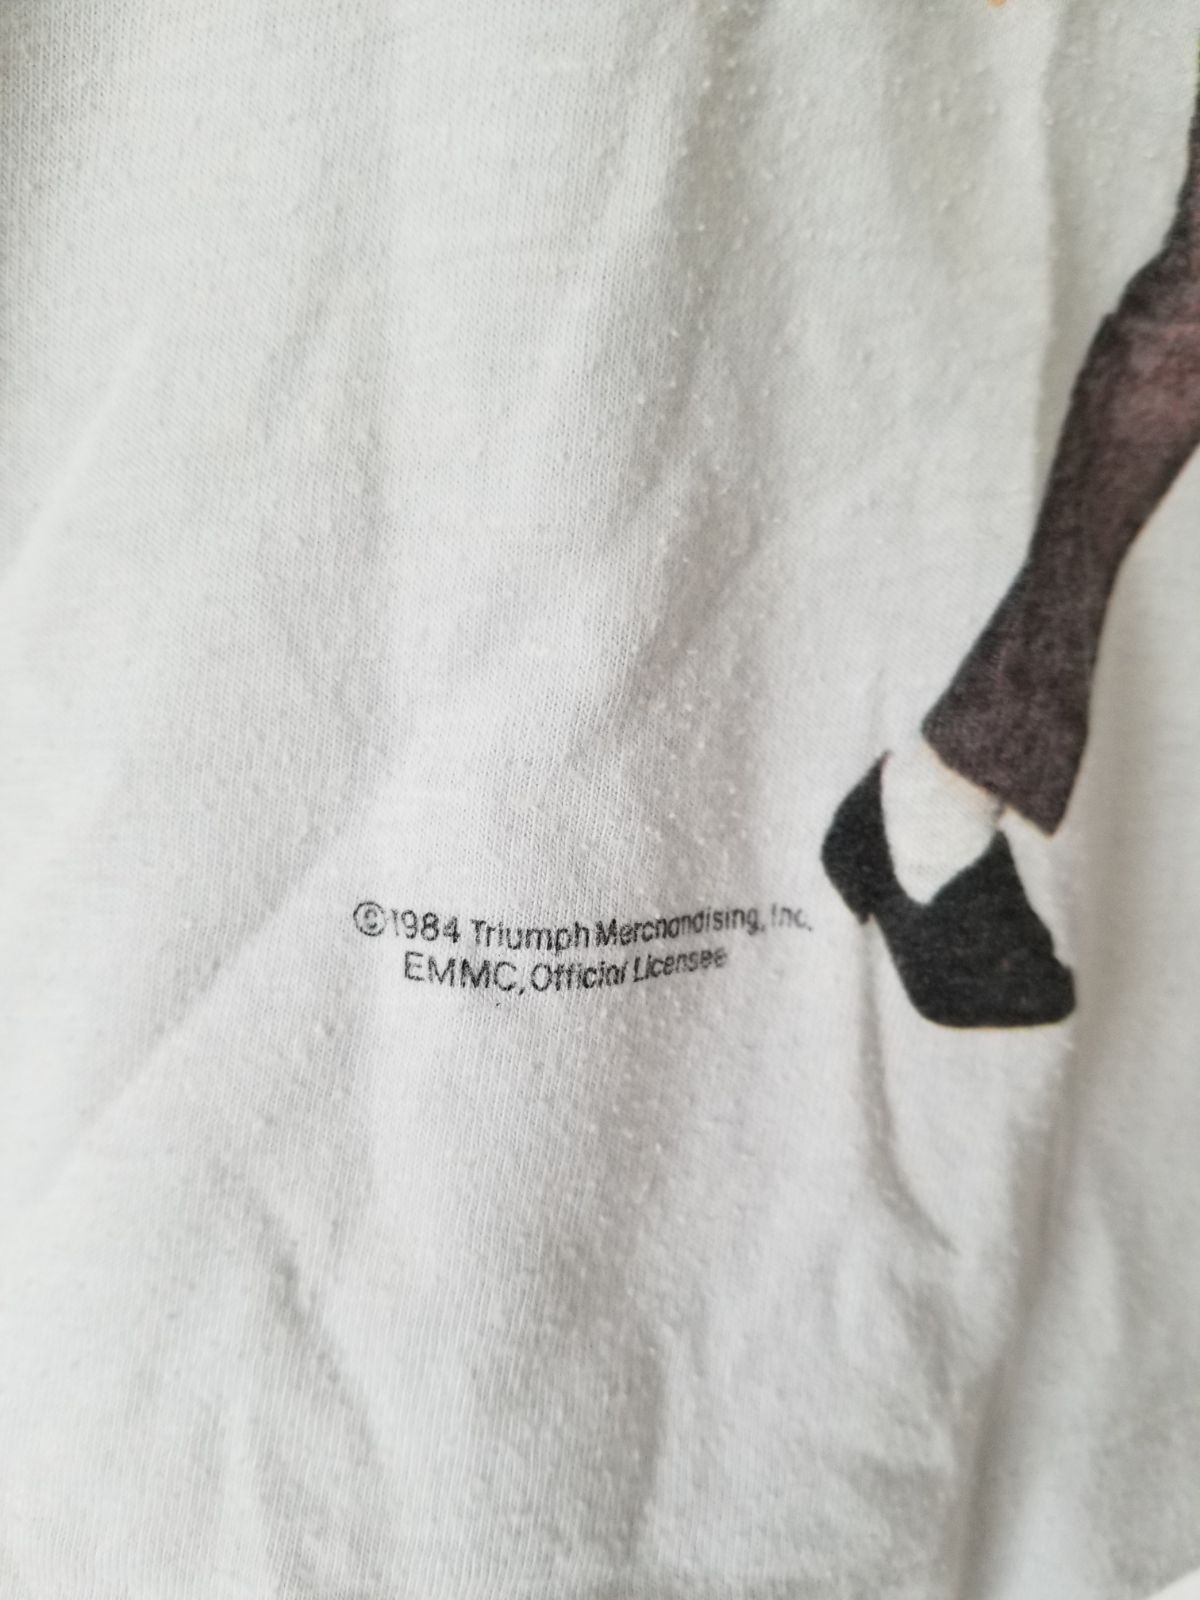 ©1984 Triumph Merchandising, Inc.
EMMC, Official Licensee